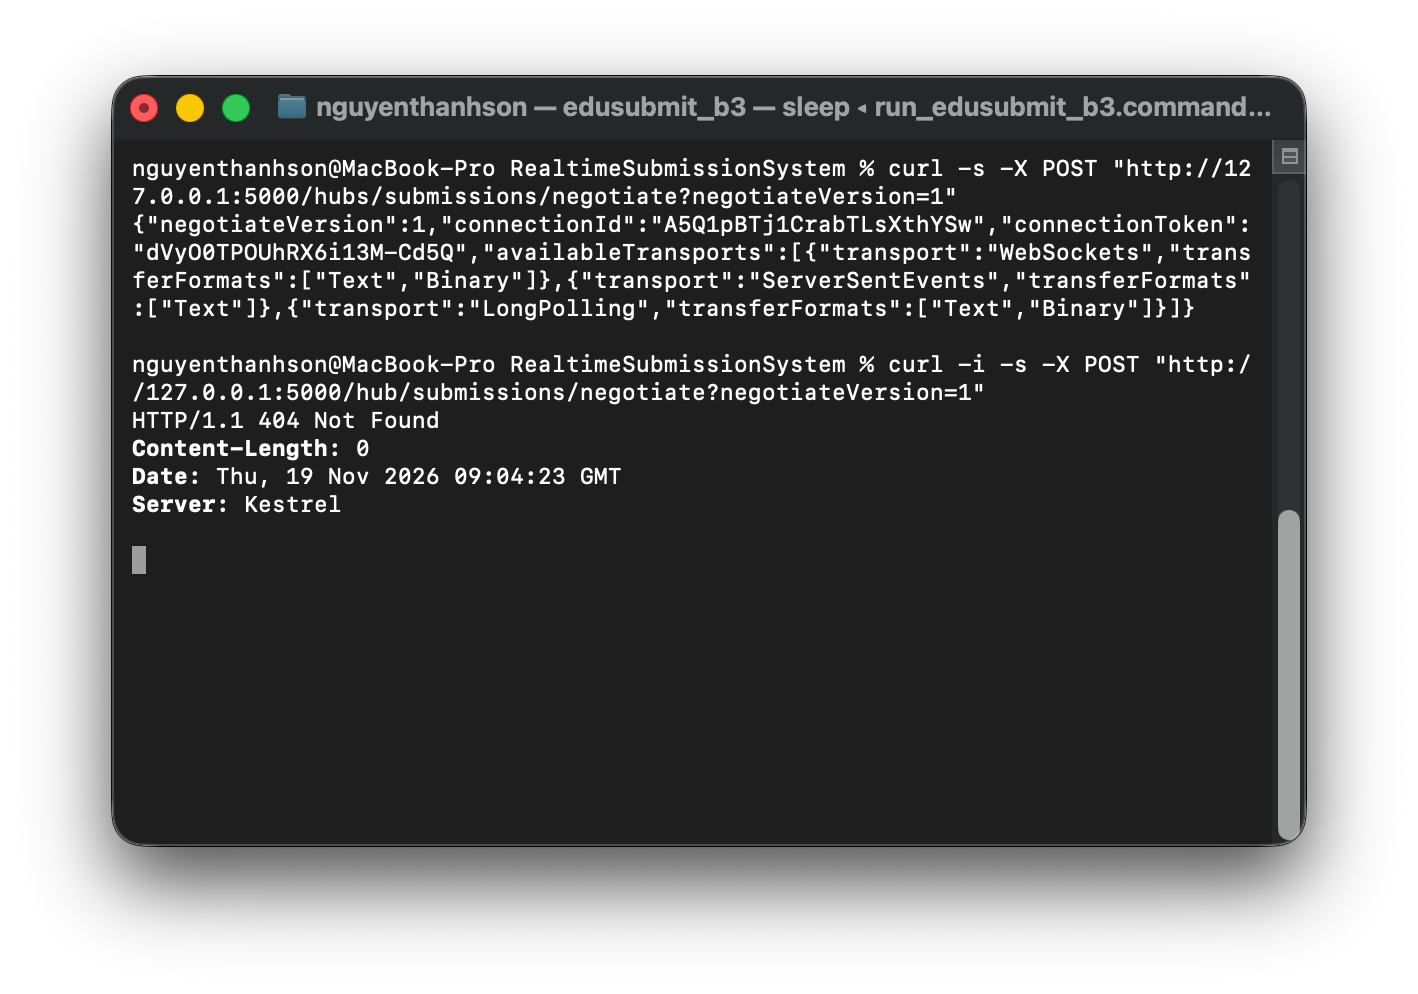 nguyenthanhson — edusubmit_b3 — sleep ◂ run_edusubmit_b3.command...
nguyenthanhson@MacBook-Pro RealtimeSubmissionSystem % curl -s -X POST "http://12
7.0.0.1:5000/hubs/submissions/negotiate?negotiateVersion=1"
{"negotiateVersion":1,"connectionId":"A5Q1pBTj1CrabTLsXthYSw","connectionToken":
"dVyO0TPOUhRX6i13M-Cd5Q","availableTransports":[{"transport":"WebSockets","trans
ferFormats":["Text","Binary"]},{"transport":"ServerSentEvents","transferFormats"
:["Text"]},{"transport":"LongPolling","transferFormats":["Text","Binary"]}]}
nguyenthanhson@MacBook-Pro RealtimeSubmissionSystem % curl -i -s -X POST "http:/
/127.0.0.1:5000/hub/submissions/negotiate?negotiateVersion=1"
HTTP/1.1 404 Not Found
Content-Length: 0
Date: Thu, 19 Nov 2026 09:04:23 GMT
Server: Kestrel